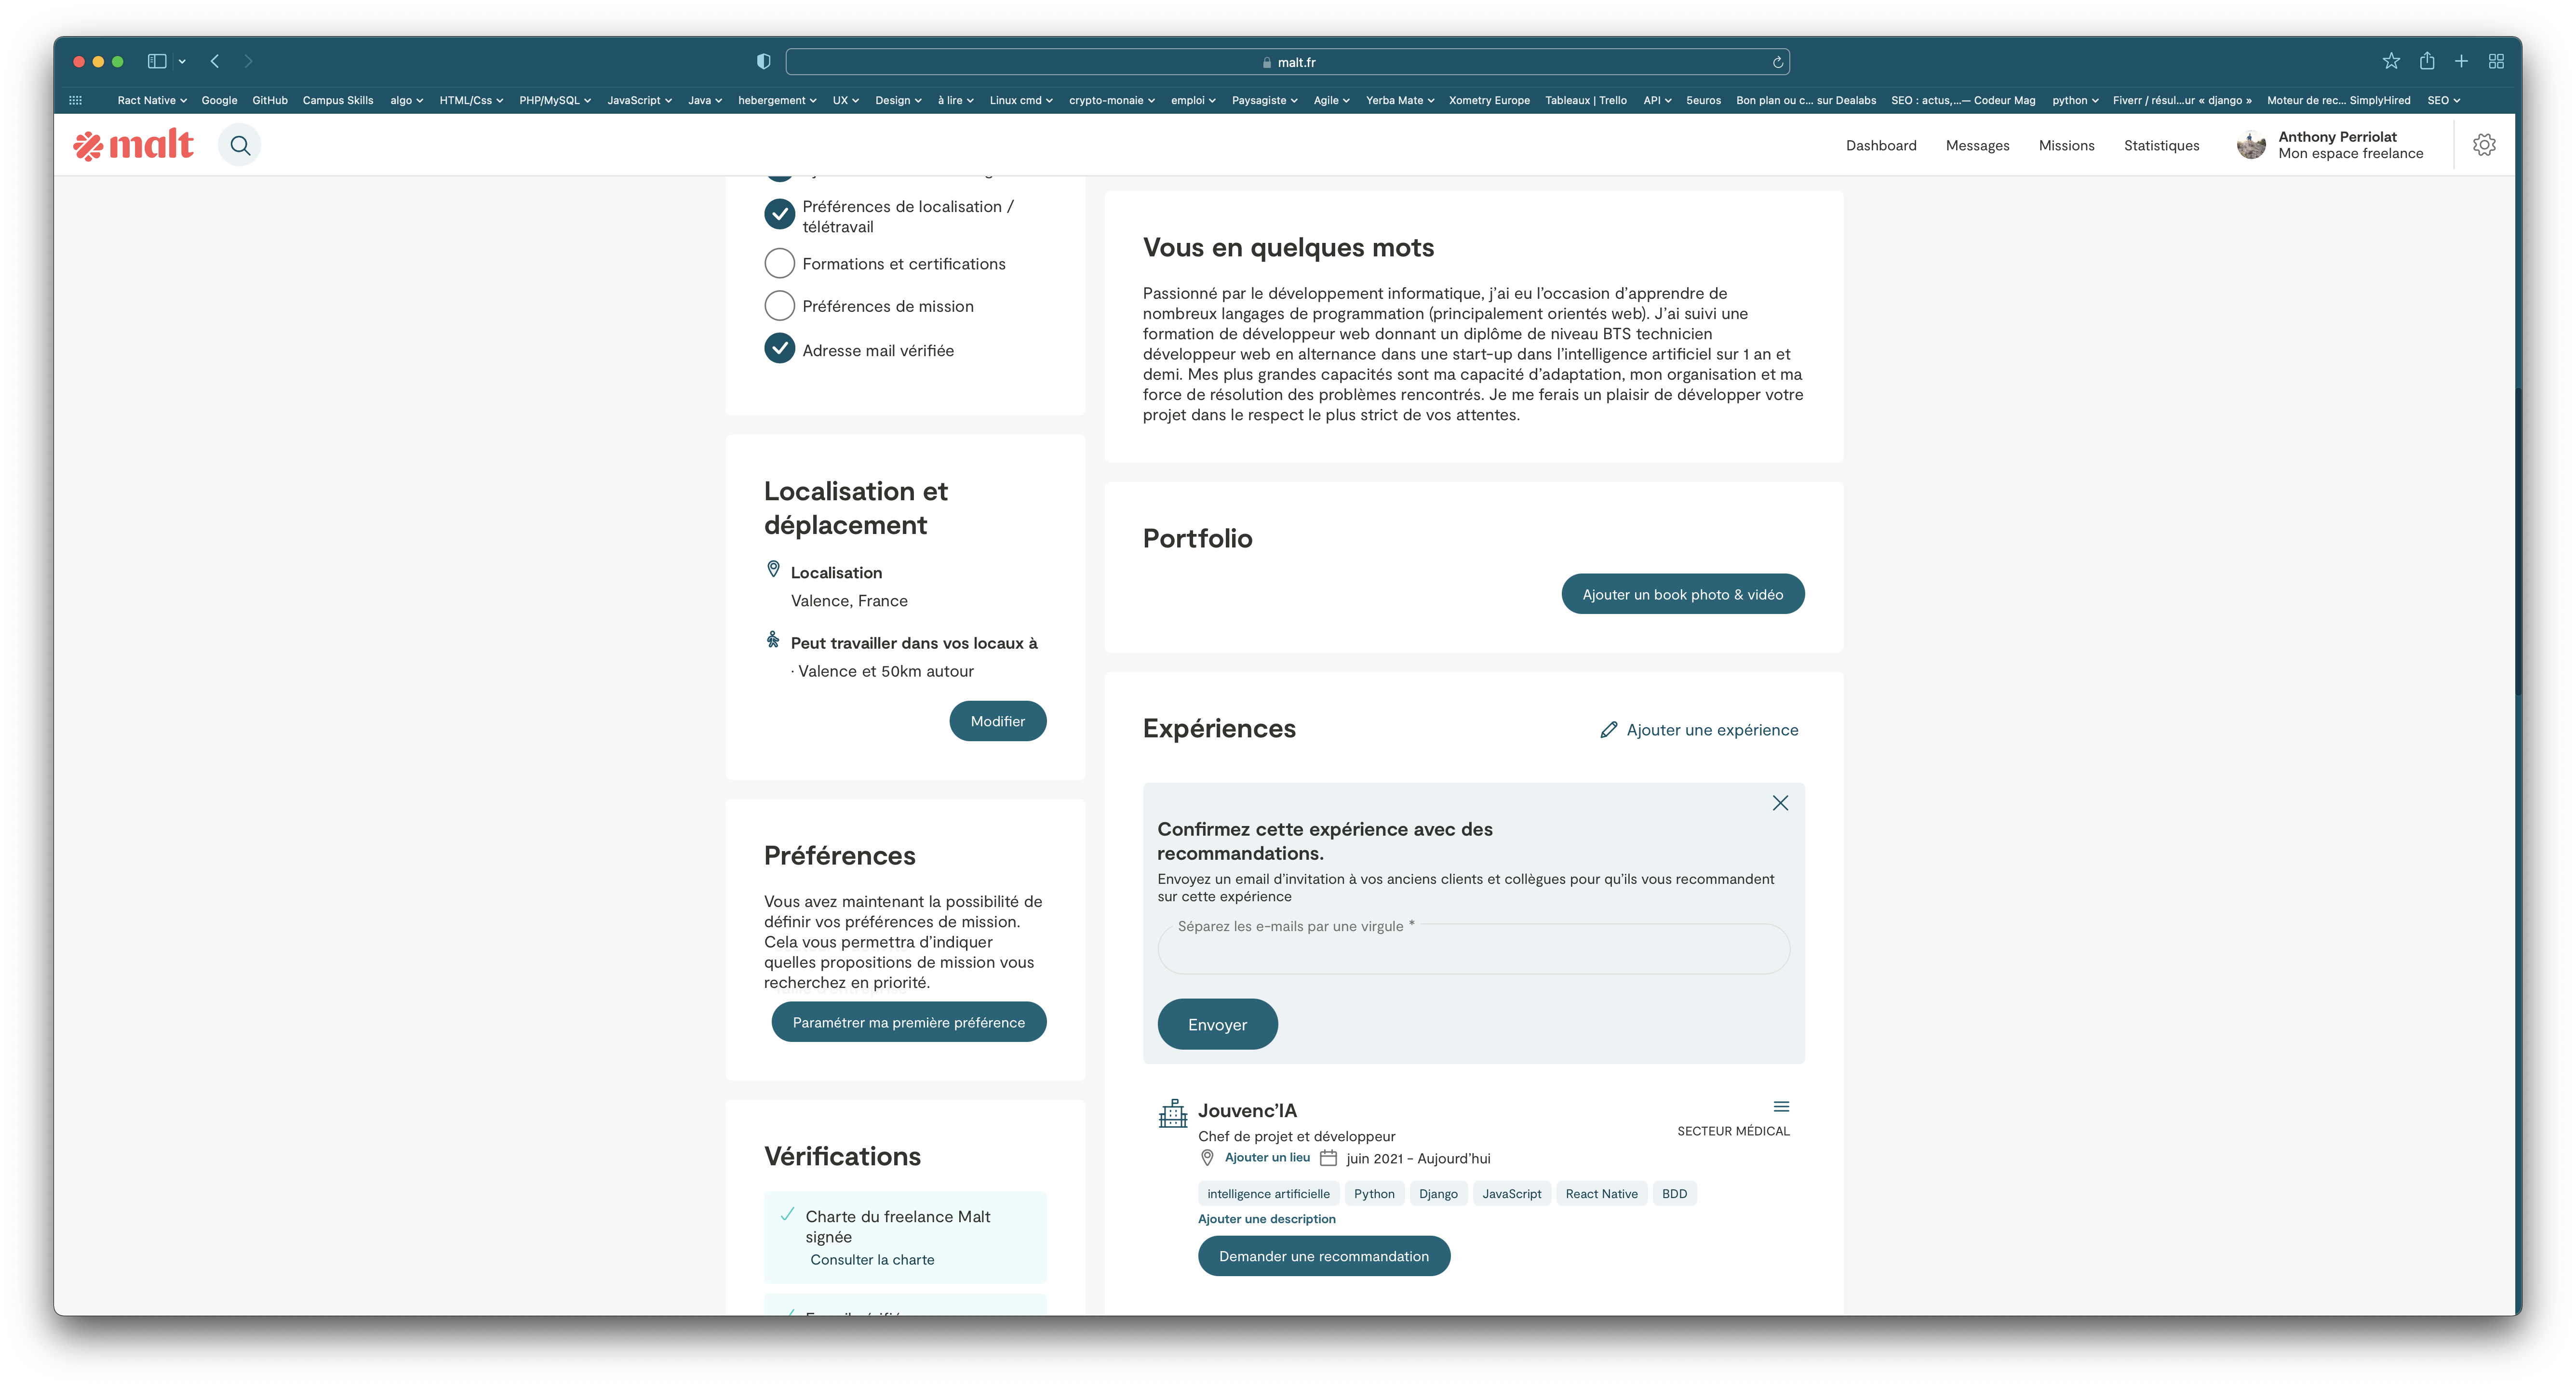 malt.fr
Ract Native
Google
GitHub
Campus Skills
algo
HTML/Css
PHP/MySQL
JavaScript
Java
hebergement
UX
Design
à lire
Linux cmd
crypto-monaie
emploi
Paysagiste
Agile
Yerba Mate
Xometry Europe
Tableaux | Trello
API
5euros
Bon plan ou c... sur Dealabs
SEO : actus,...— Codeur Mag
python
Fiverr / résul...ur « django »
Moteur de rec... SimplyHired
SEO
malt
Dashboard
Messages
Missions
Statistiques
Anthony Perriolat
Mon espace freelance
Préférences de localisation /
télétravail
Formations et certifications
Préférences de mission
Adresse mail vérifiée
Localisation et
déplacement
Localisation
Valence, France
Peut travailler dans vos locaux à
· Valence et 50km autour
Modifier
Préférences
Vous avez maintenant la possibilité de
définir vos préférences de mission.
Cela vous permettra d’indiquer
quelles propositions de mission vous
recherchez en priorité.
Paramétrer ma première préférence
Vérifications
Charte du freelance Malt
signée
Consulter la charte
Vous en quelques mots
Passionné par le développement informatique, j’ai eu l’occasion d’apprendre de
nombreux langages de programmation (principalement orientés web). J’ai suivi une
formation de développeur web donnant un diplôme de niveau BTS technicien
développeur web en alternance dans une start-up dans l’intelligence artificiel sur 1 an et
demi. Mes plus grandes capacités sont ma capacité d’adaptation, mon organisation et ma
force de résolution des problèmes rencontrés. Je me ferais un plaisir de développer votre
projet dans le respect le plus strict de vos attentes.
Portfolio
Ajouter un book photo & vidéo
Expériences
Ajouter une expérience
Confirmez cette expérience avec des
recommandations.
Envoyez un email d’invitation à vos anciens clients et collègues pour qu’ils vous recommandent
sur cette expérience
Séparez les e-mails par une virgule *
Envoyer
Jouvenc’IA
Chef de projet et développeur
SECTEUR MÉDICAL
Ajouter un lieu
juin 2021 - Aujourd’hui
intelligence artificielle
Python
Django
JavaScript
React Native
BDD
Ajouter une description
Demander une recommandation